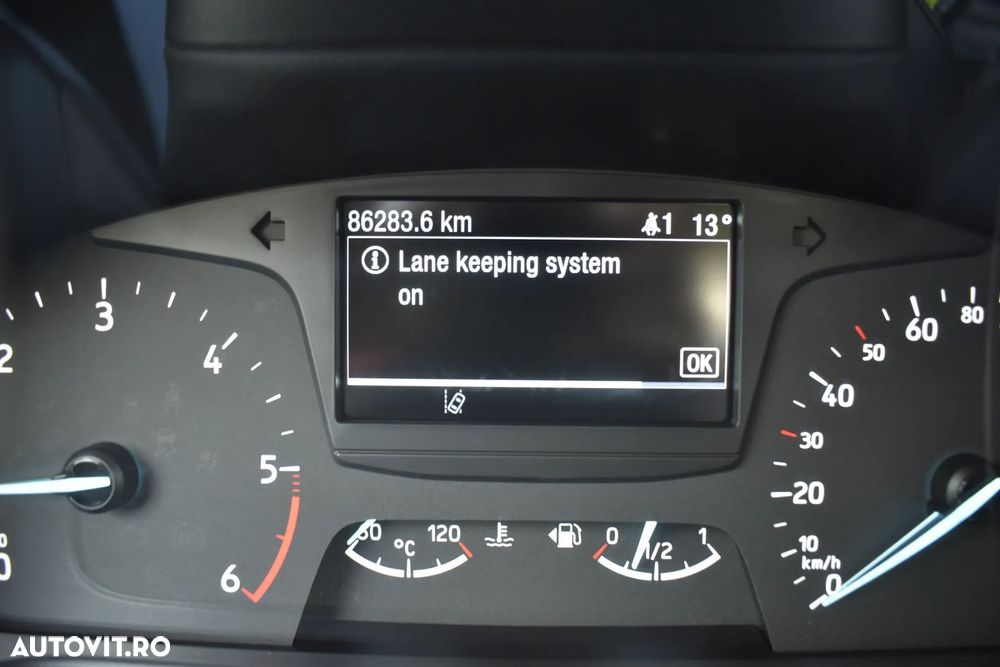 86283.6 km 1 13°
Lane keeping system
on
OK
2 3 4 5 6
60 120
°C
0 1/2 1
0 10 20 30 40 50 60 80
km/h
AUTOVIT.RO